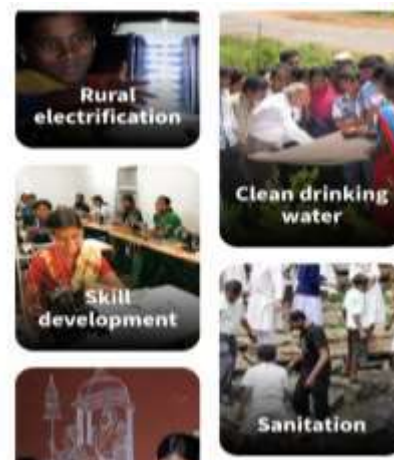 Rural
electrification
Clean drinking
water
Skill
development
Sanitation